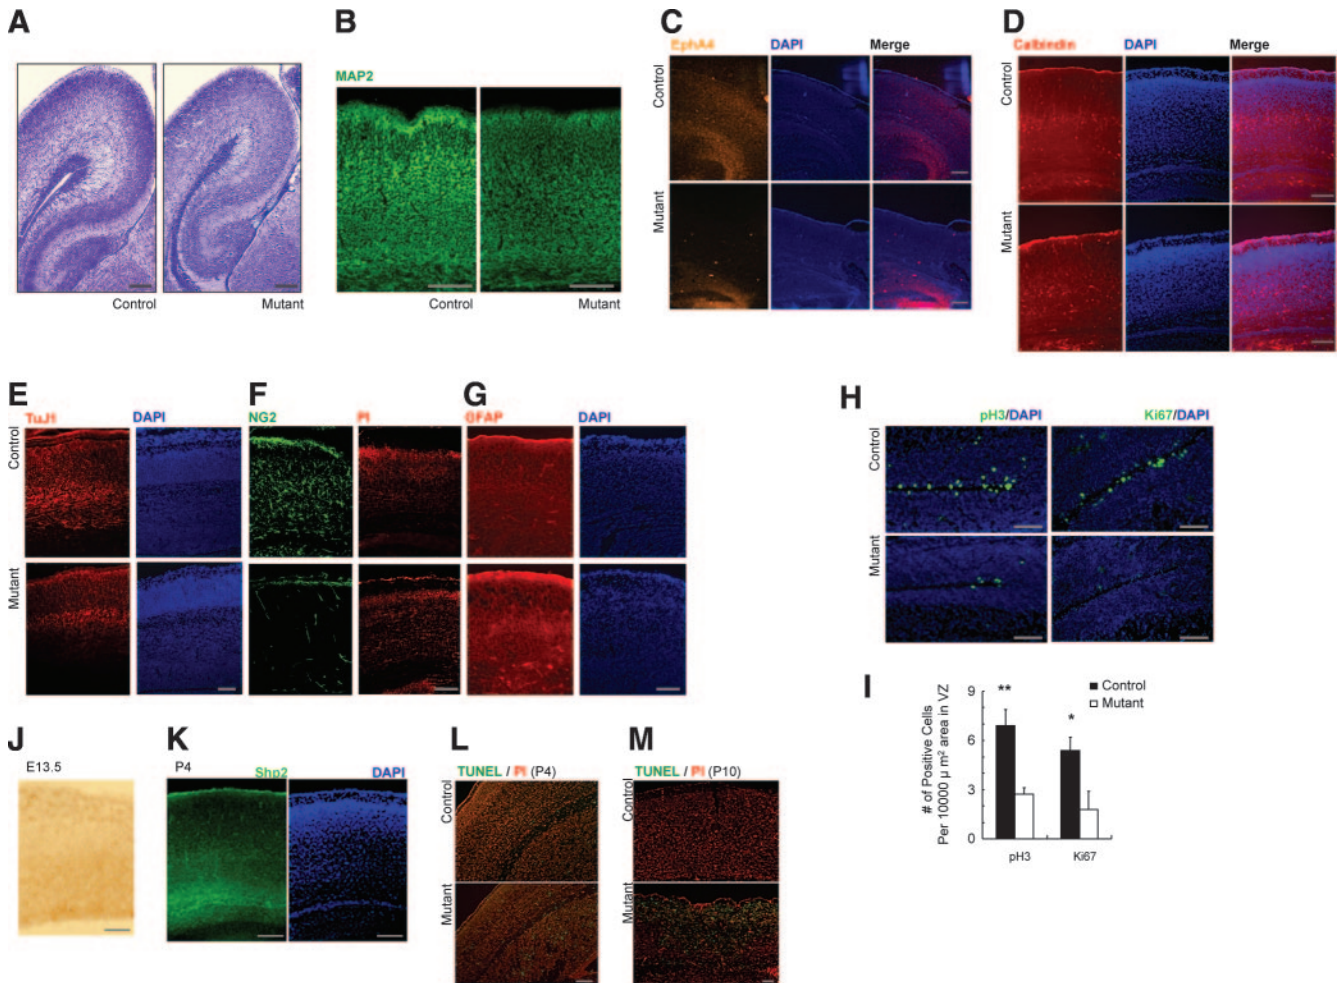 A
Control
Mutant
B
MAP2
Control
Mutant
C
EphA4 DAPI Merge
Control
Mutant
D
Calbindin DAPI Merge
Control
Mutant
E
TuJ1 DAPI
Control
Mutant
F
NG2 PI
G
GFAP DAPI
H
pH3/DAPI Ki67/DAPI
Control
Mutant
I
# of Positive Cells
Per 10000 μ m² area in VZ
9
6
3
0
** *
Control
Mutant
pH3 Ki67
J
E13.5
K
P4 Shp2 DAPI
L
TUNEL / PI (P4)
Control
Mutant
M
TUNEL / PI (P10)
Control
Mutant